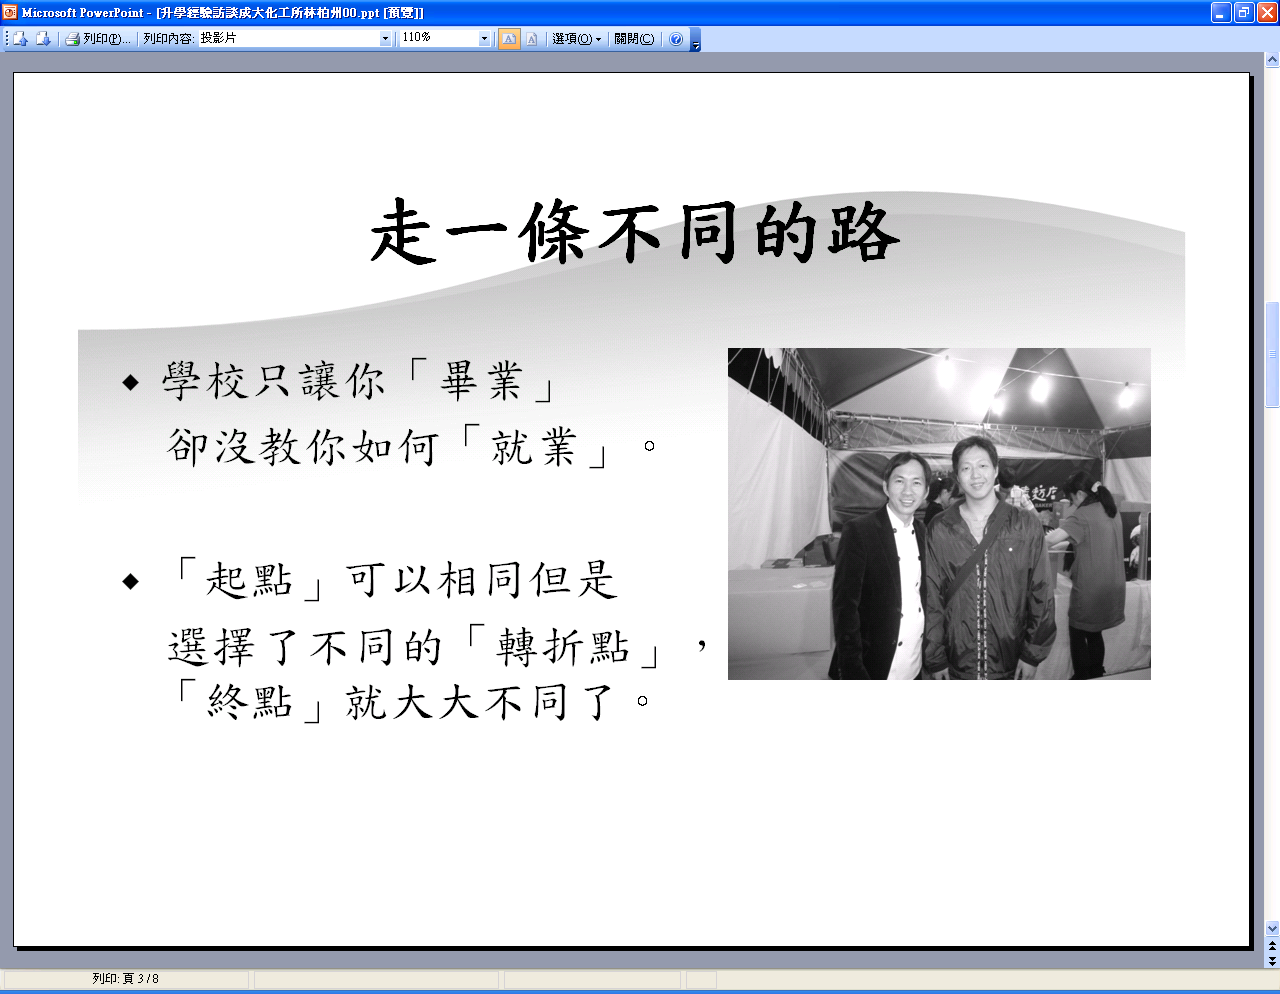 Microsoft PowerPoint - [升學經驗訪談成大化工所林柏州00.ppt [預覽]]
列印(P)... 列印內容: 投影片 110% 選項(O) 關閉(C)
走一條不同的路
學校只讓你「畢業」
卻沒教你如何「就業」。
「起點」可以相同但是
選擇了不同的「轉折點」，
「終點」就大大不同了。
列印: 頁 3 / 8